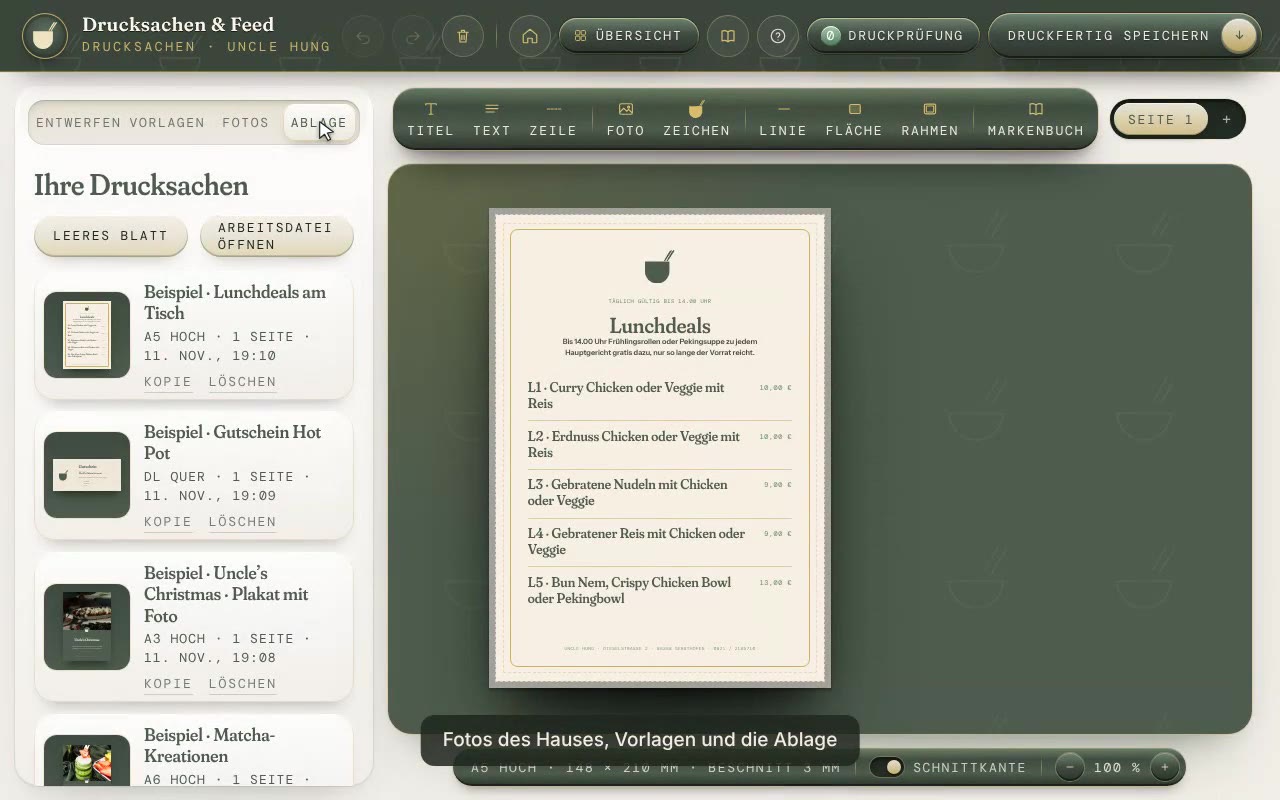 Drucksachen & Feed
DRUCKSACHEN · UNCLE HUNG
ÜBERSICHT
?
0 DRUCKPRÜFUNG
DRUCKFERTIG SPEICHERN
ENTWERFEN VORLAGEN FOTOS ABLAGE
TITEL TEXT ZEILE FOTO ZEICHEN LINIE FLÄCHE RAHMEN MARKENBUCH
SEITE 1 +
Ihre Drucksachen
LEERES BLATT
ARBEITSDATEI
ÖFFNEN
Beispiel · Lunchdeals am
Tisch
A5 HOCH · 1 SEITE ·
11. NOV., 19:10
KOPIE LÖSCHEN
Beispiel · Gutschein Hot
Pot
DL QUER · 1 SEITE ·
11. NOV., 19:09
KOPIE LÖSCHEN
Beispiel · Uncle’s
Christmas · Plakat mit
Foto
A3 HOCH · 1 SEITE ·
11. NOV., 19:08
KOPIE LÖSCHEN
Beispiel · Matcha-
Kreationen
A6 HOCH · 1 SEITE ·
TÄGLICH GÜLTIG BIS 14.00 UHR
Lunchdeals
Bis 14.00 Uhr Frühlingsrollen oder Pekingsuppe zu jedem
Hauptgericht gratis dazu, nur so lange der Vorrat reicht.
L1 · Curry Chicken oder Veggie mit
Reis
10,00 €
L2 · Erdnuss Chicken oder Veggie mit
Reis
10,00 €
L3 · Gebratene Nudeln mit Chicken
oder Veggie
9,00 €
L4 · Gebratener Reis mit Chicken oder
Veggie
9,00 €
L5 · Bun Nem, Crispy Chicken Bowl
oder Pekingbowl
13,00 €
Fotos des Hauses, Vorlagen und die Ablage
A5 HOCH · 148 × 210 MM · BESCHNITT 3 MM
SCHNITTKANTE
− 100 % +